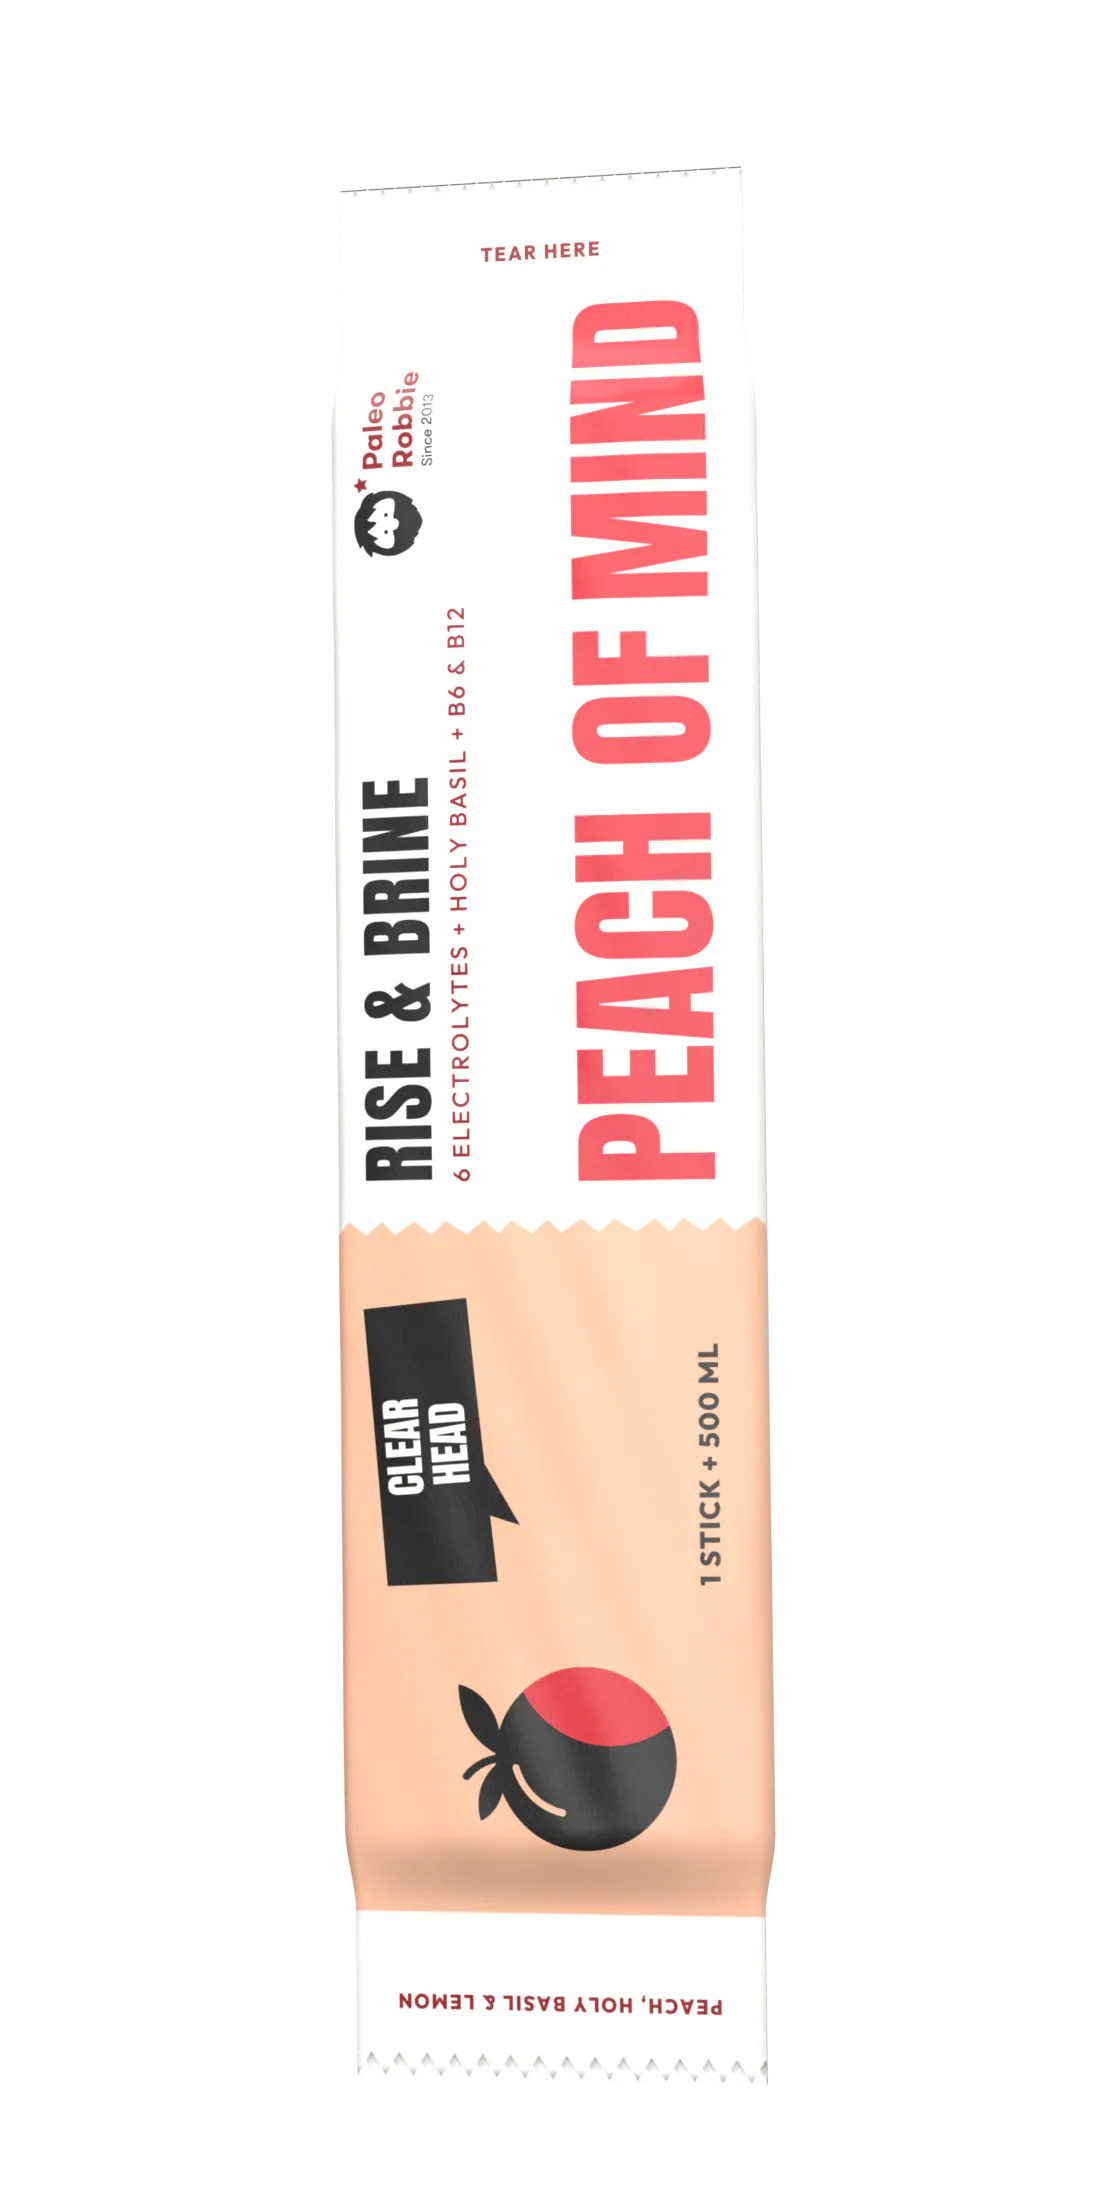 TEAR HERE
Paleo
Robbie
Since 2013
RISE & BRINE
6 ELECTROLYTES + HOLY BASIL + B6 & B12
PEACH OF MIND
CLEAR
HEAD
1 STICK + 500 ML
PEACH, HOLY BASIL & LEMON